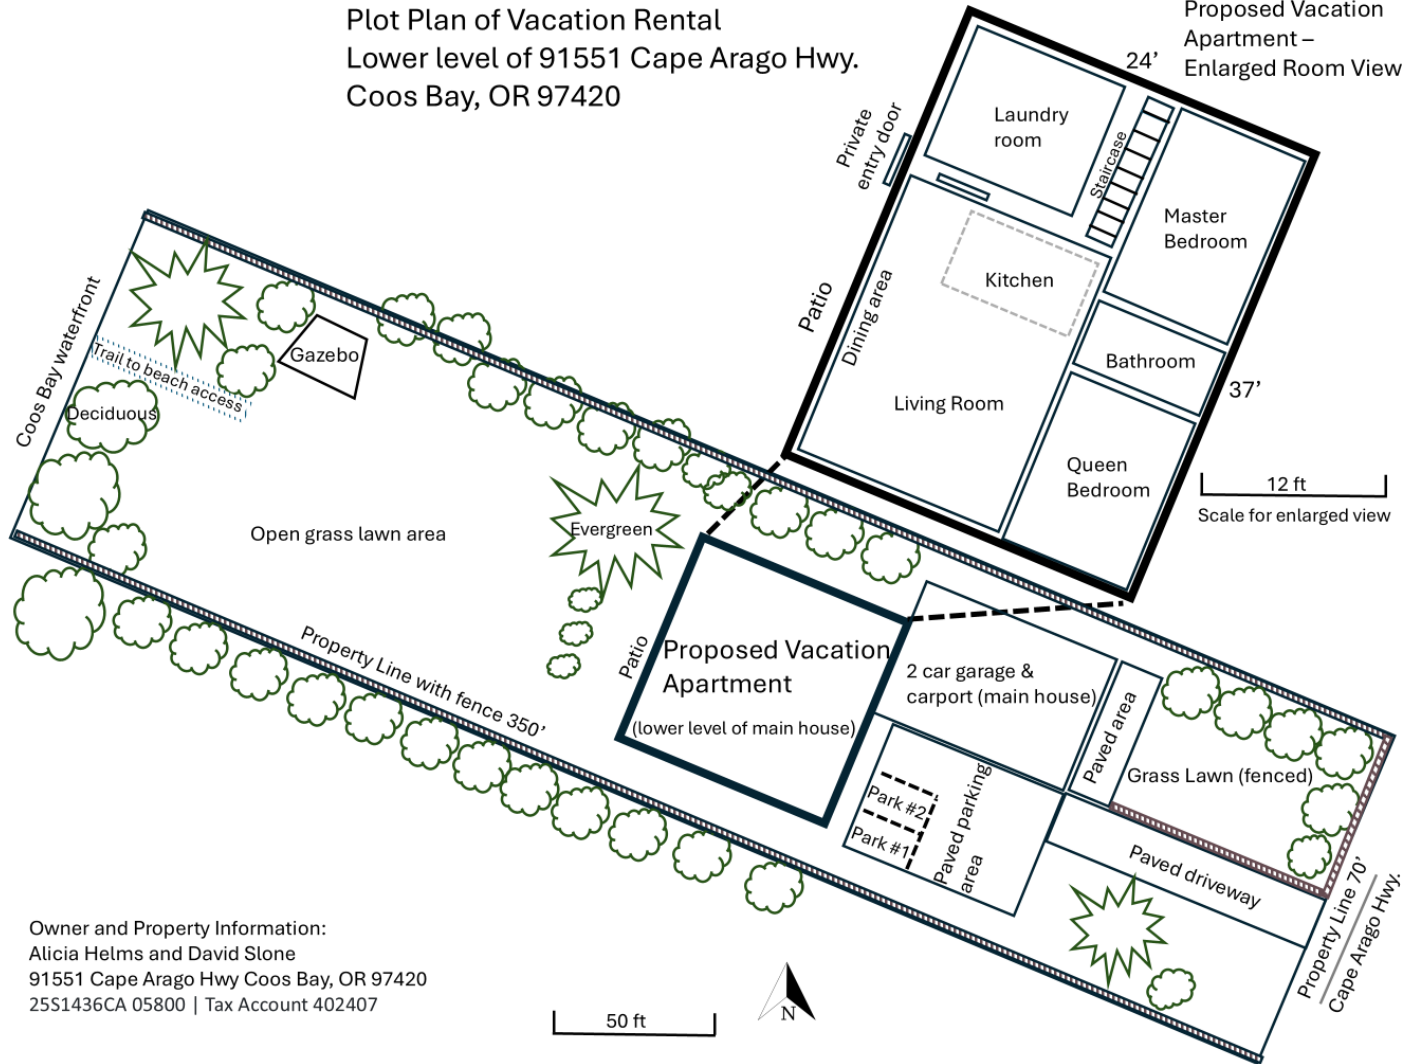 Plot Plan of Vacation Rental
Lower level of 91551 Cape Arago Hwy.
Coos Bay, OR 97420
Proposed Vacation
Apartment –
Enlarged Room View
24’
Private
entry door
Laundry
room
Staircase
Master
Bedroom
Kitchen
Patio
Dining area
Bathroom
37’
Living Room
Queen
Bedroom
12 ft
Scale for enlarged view
Coos Bay waterfront
Trail to beach access
Gazebo
Deciduous
Open grass lawn area
Evergreen
Property Line with fence 350’
Patio
Proposed Vacation
Apartment
(lower level of main house)
2 car garage &
carport (main house)
Paved area
Grass Lawn (fenced)
Park #2
Park #1
Paved parking
area
Paved driveway
Property Line 70’
Cape Arago Hwy.
Owner and Property Information:
Alicia Helms and David Slone
91551 Cape Arago Hwy Coos Bay, OR 97420
25S1436CA 05800 | Tax Account 402407
50 ft
N